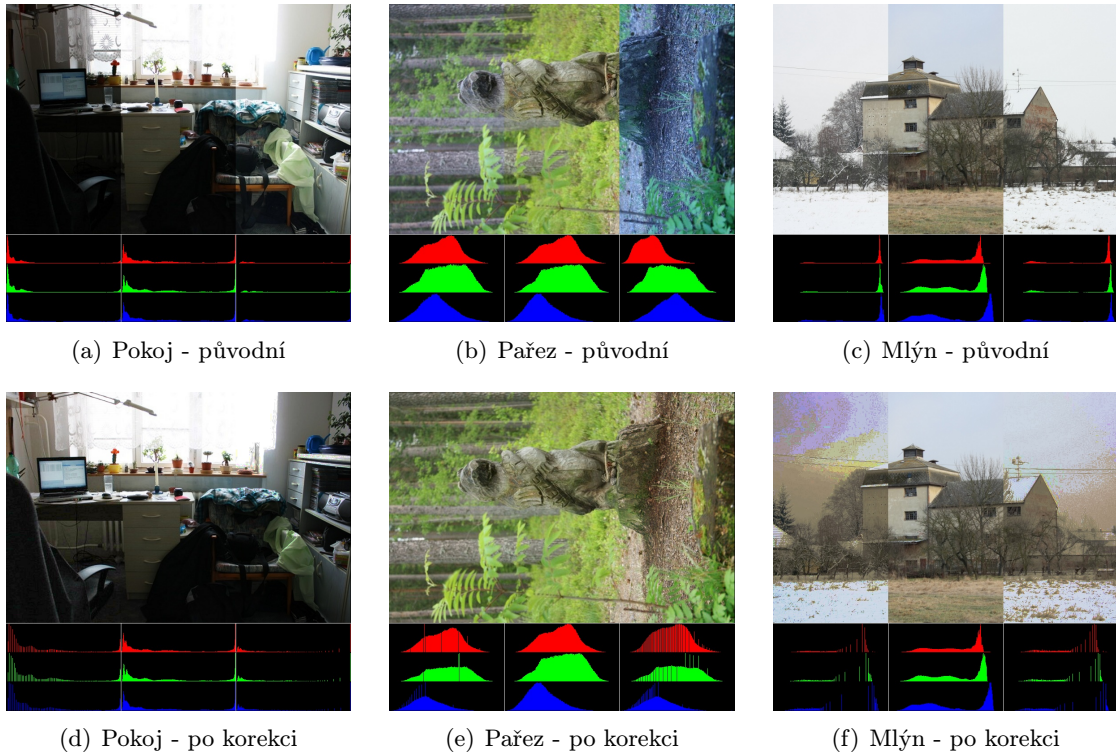 (a) Pokoj - původní
(b) Pařez - původní
(c) Mlýn - původní
(d) Pokoj - po korekci
(e) Pařez - po korekci
(f) Mlýn - po korekci